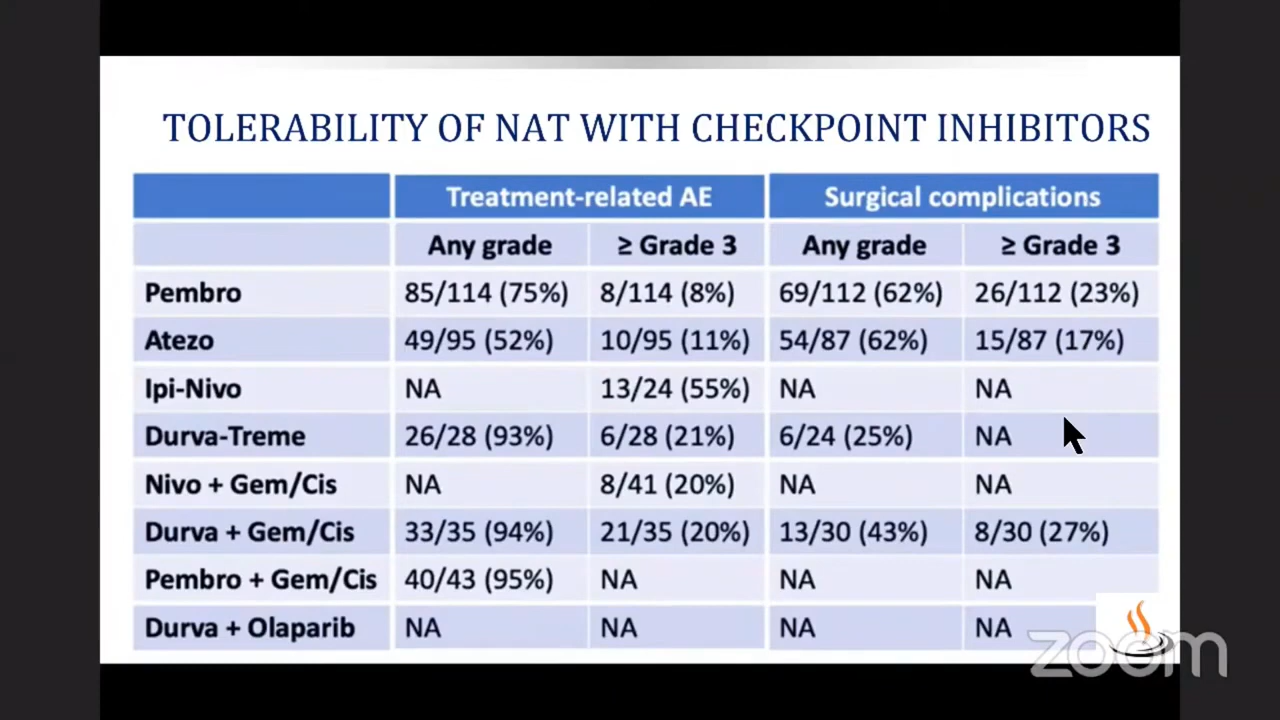 TOLERABILITY OF NAT WITH CHECKPOINT INHIBITORS
Treatment-related AE Surgical complications
Any grade ≥ Grade 3 Any grade ≥ Grade 3
Pembro 85/114 (75%) 8/114 (8%) 69/112 (62%) 26/112 (23%)
Atezo 49/95 (52%) 10/95 (11%) 54/87 (62%) 15/87 (17%)
Ipi-Nivo NA 13/24 (55%) NA NA
Durva-Treme 26/28 (93%) 6/28 (21%) 6/24 (25%) NA
Nivo + Gem/Cis NA 8/41 (20%) NA NA
Durva + Gem/Cis 33/35 (94%) 21/35 (20%) 13/30 (43%) 8/30 (27%)
Pembro + Gem/Cis 40/43 (95%) NA NA NA
Durva + Olaparib NA NA NA NA
zoom